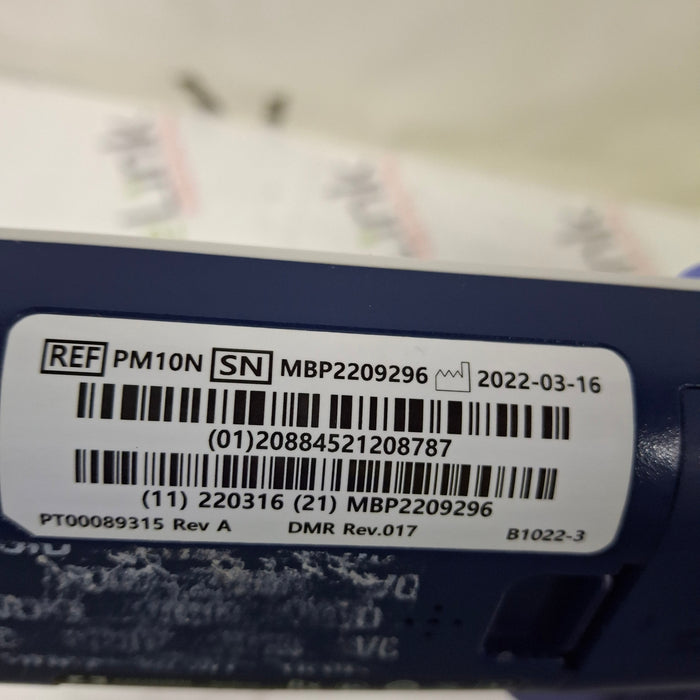 REF PM10N SN MBP2209296 2022-03-16
(01)20884521208787
(11) 220316 (21) MBP2209296
PT00089315 Rev A DMR Rev.017 B1022-3